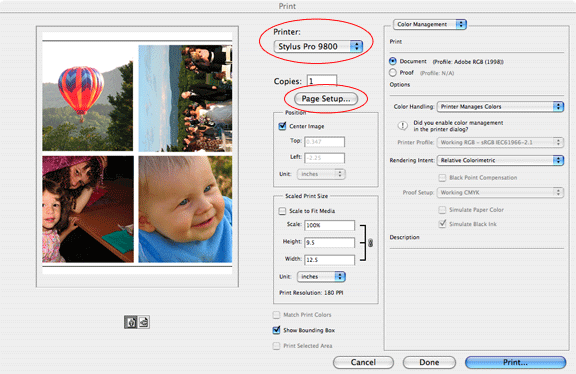 Print
Printer:
Stylus Pro 9800
Copies: 1
Page Setup...
Position
Center Image
Top: 0.347
Left: -2.25
Unit: inches
Scaled Print Size
Scale to Fit Media
Scale: 100%
Height: 9.5
Width: 12.5
Unit: inches
Print Resolution: 180 PPI
Match Print Colors
Show Bounding Box
Print Selected Area
Color Management
Print
Document (Profile: Adobe RGB (1998))
Proof (Profile: N/A)
Options
Color Handling: Printer Manages Colors
Did you enable color management
in the printer dialog?
Printer Profile: Working RGB - sRGB IEC61966-2.1
Rendering Intent: Relative Colorimetric
Black Point Compensation
Proof Setup: Working CMYK
Simulate Paper Color
Simulate Black Ink
Description
Cancel
Done
Print...